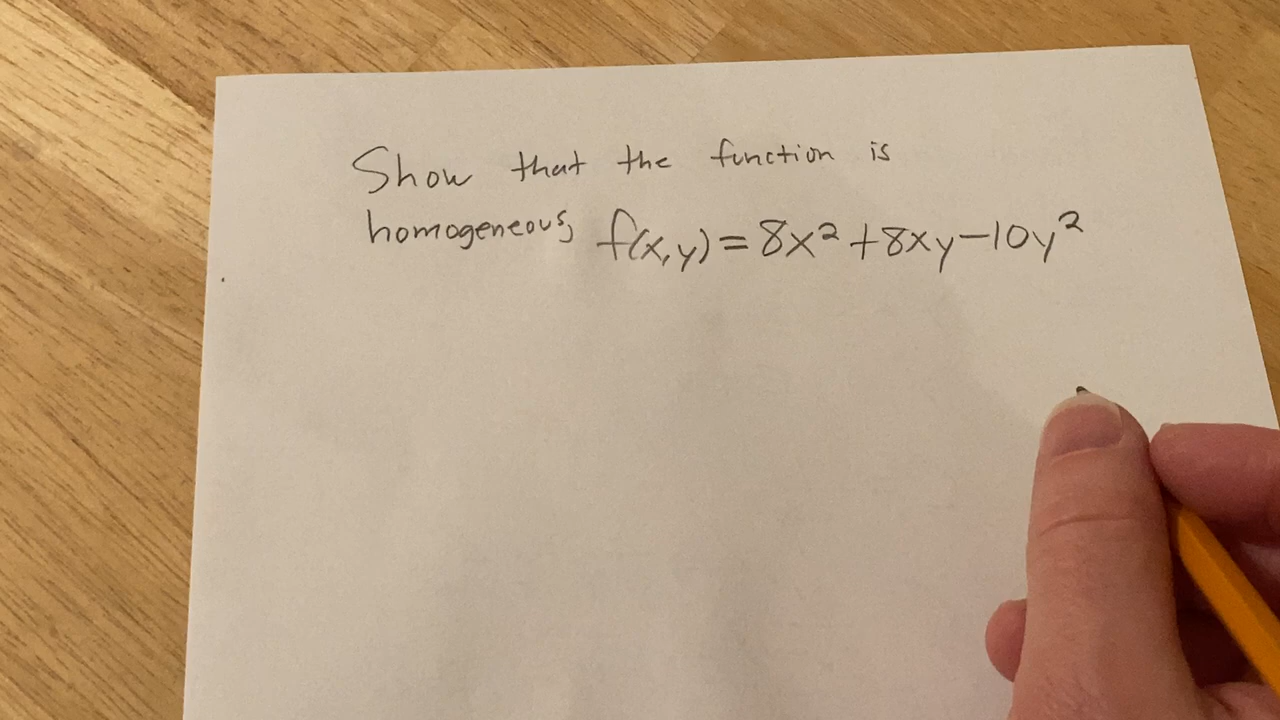 Show that the function is
homogeneous, f(x,y) = 8x² + 8xy - 10y²